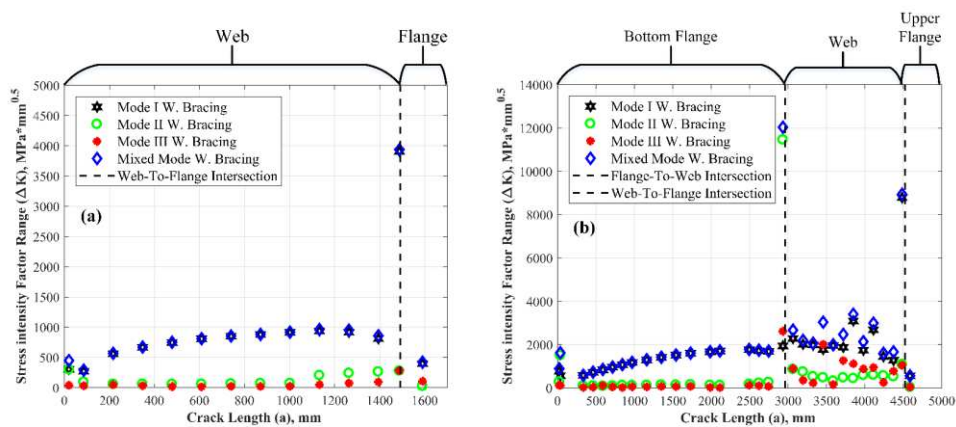 Web
Flange
5000
4500
4000
3500
3000
2500
2000
1500
1000
500
0
Stress intensity Factor Range (ΔK), MPa*mm^0.5
Mode I W. Bracing
Mode II W. Bracing
Mode III W. Bracing
Mixed Mode W. Bracing
Web-To-Flange Intersection
(a)
0 200 400 600 800 1000 1200 1400 1600
Crack Length (a), mm
Bottom Flange
Web
Upper
Flange
14000
12000
10000
8000
6000
4000
2000
0
Stress intensity Factor Range (ΔK), MPa*mm^0.5
Mode I W. Bracing
Mode II W. Bracing
Mode III W. Bracing
Mixed Mode W. Bracing
Flange-To-Web Intersection
Web-To-Flange Intersection
(b)
0 500 1000 1500 2000 2500 3000 3500 4000 4500 5000
Crack Length (a), mm